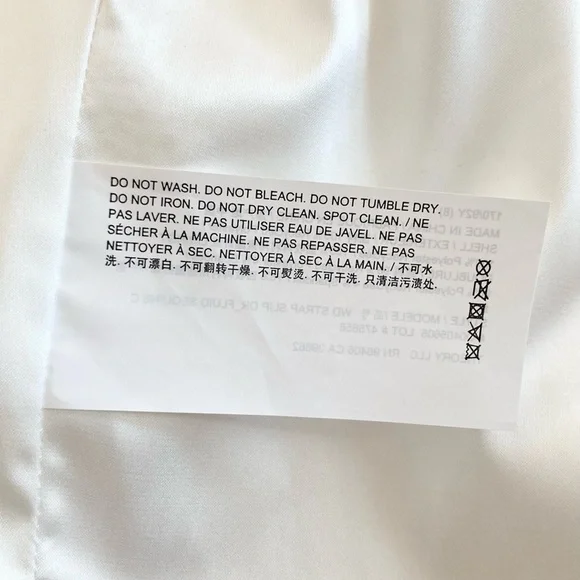 DO NOT WASH. DO NOT BLEACH. DO NOT TUMBLE DRY.
DO NOT IRON. DO NOT DRY CLEAN. SPOT CLEAN. / NE
PAS LAVER. NE PAS UTILISER EAU DE JAVEL. NE PAS
SÉCHER À LA MACHINE. NE PAS REPASSER. NE PAS
NETTOYER À SEC. NETTOYER À SEC À LA MAIN. / 不可水
洗. 不可漂白. 不可翻转干燥. 不可熨烫. 不可干洗. 只清洁污渍处.